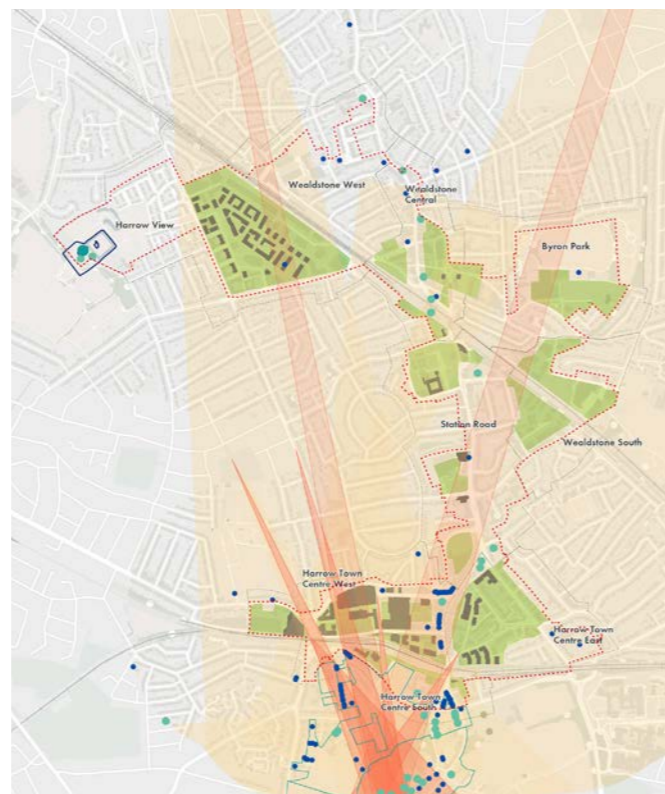 Wealdstone West
Wealdstone
Central
Harrow View
Byron Park
Station Road
Wealdstone South
Harrow Town
Centre West
Harrow Town
Centre East
Harrow Town
Centre South